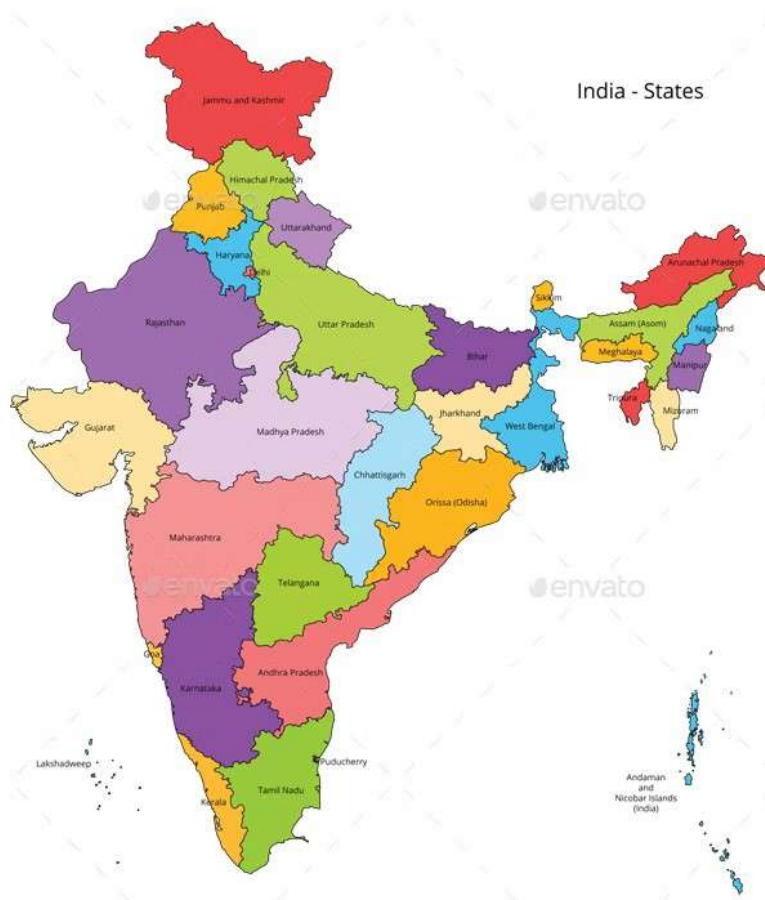 India - States
Jammu and Kashmir
Himachal Pradesh
envato
envato
Punjab
Uttarakhand
Haryana
Delhi
Arunachal Pradesh
Sikkim
Rajasthan
Uttar Pradesh
Assam (Asom)
Nagaland
Bihar
Meghalaya
Manipur
Tripura
Mizoram
Gujarat
Jharkhand
Madhya Pradesh
West Bengal
Chhattisgarh
Orissa (Odisha)
Maharashtra
Telangana
envato
envato
Goa
Andhra Pradesh
Karnataka
Lakshadweep
Puducherry
Andaman
and
Nicobar Islands
(India)
Tamil Nadu
Kerala